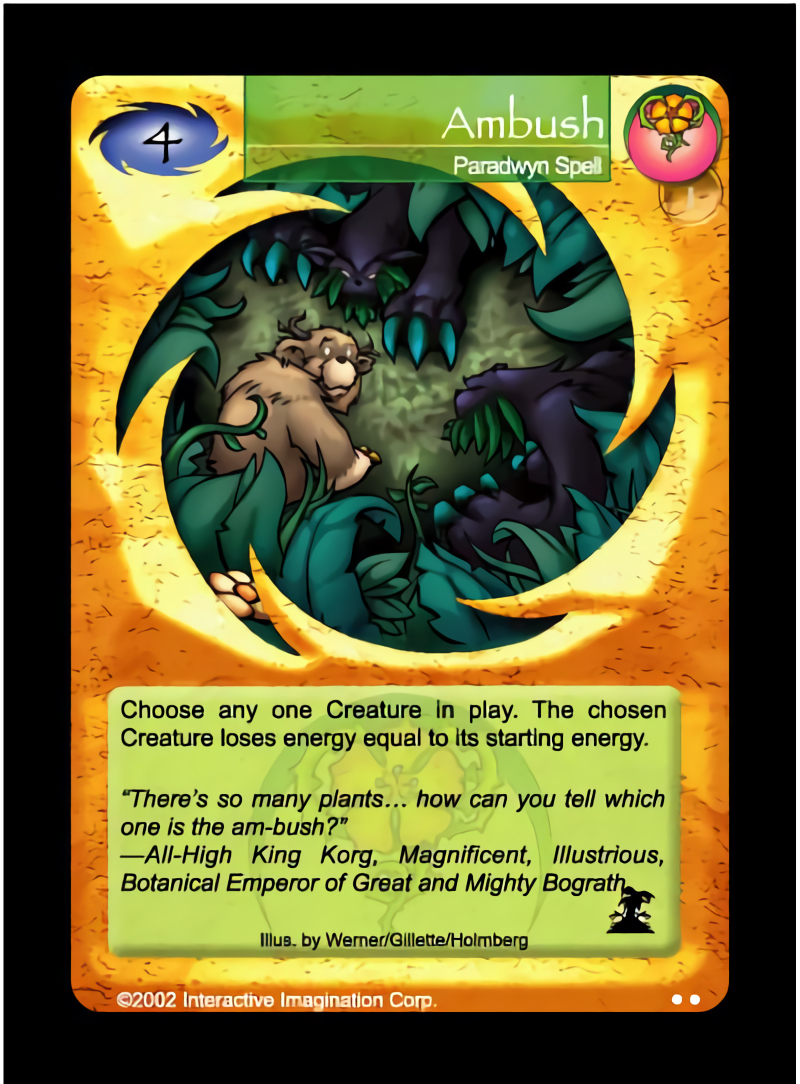 4
Ambush
Paradwyn Spell
Choose any one Creature in play. The chosen
Creature loses energy equal to its starting energy.
"There's so many plants... how can you tell which
one is the am-bush?"
—All-High King Korg, Magnificent, Illustrious,
Botanical Emperor of Great and Mighty Bograth
Illus. by Werner/Gillette/Holmberg
©2002 Interactive Imagination Corp.